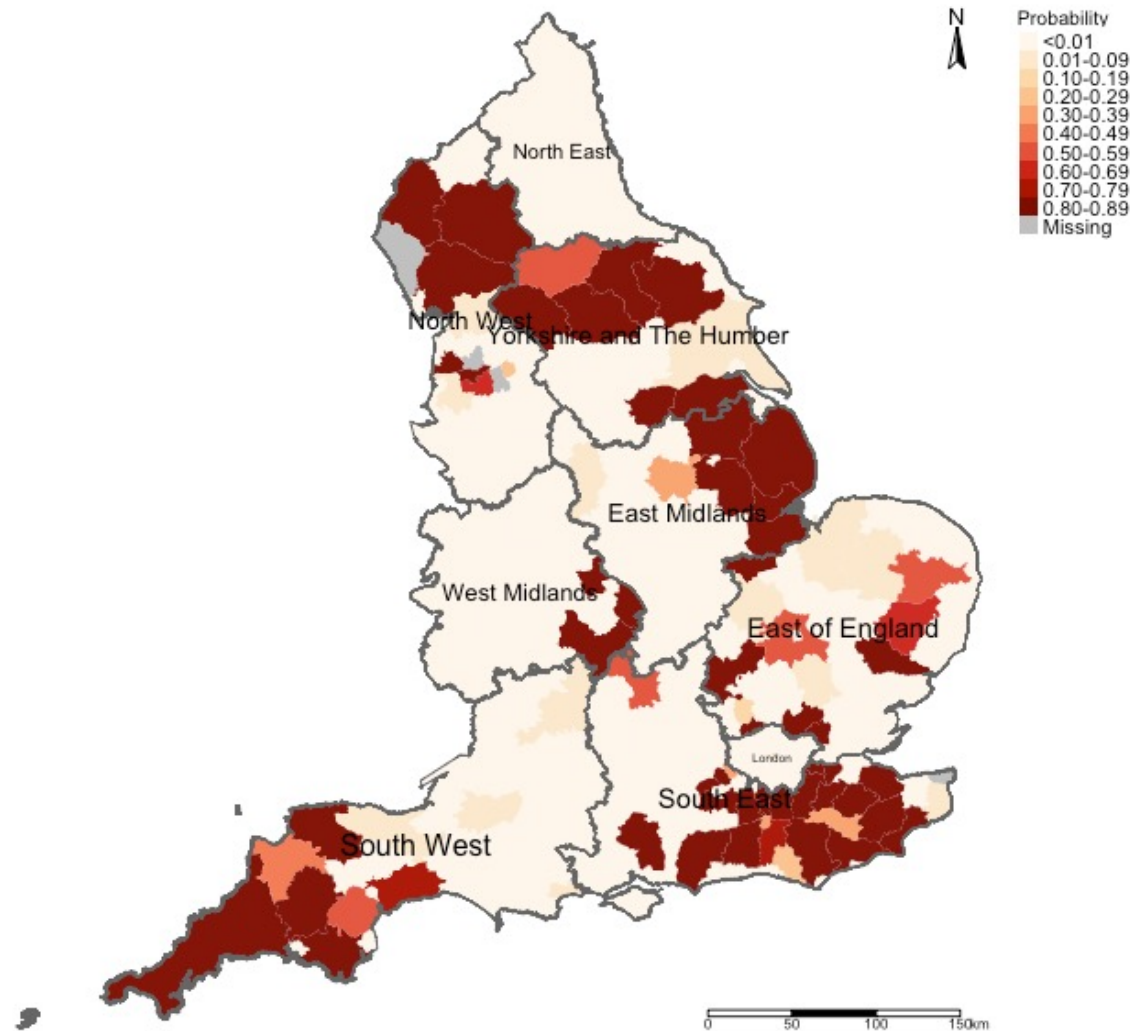 N
Probability
<0.01
0.01-0.09
0.10-0.19
0.20-0.29
0.30-0.39
0.40-0.49
0.50-0.59
0.60-0.69
0.70-0.79
0.80-0.89
Missing
North East
North West
Yorkshire and The Humber
East Midlands
West Midlands
East of England
London
South East
South West
0 50 100 150km